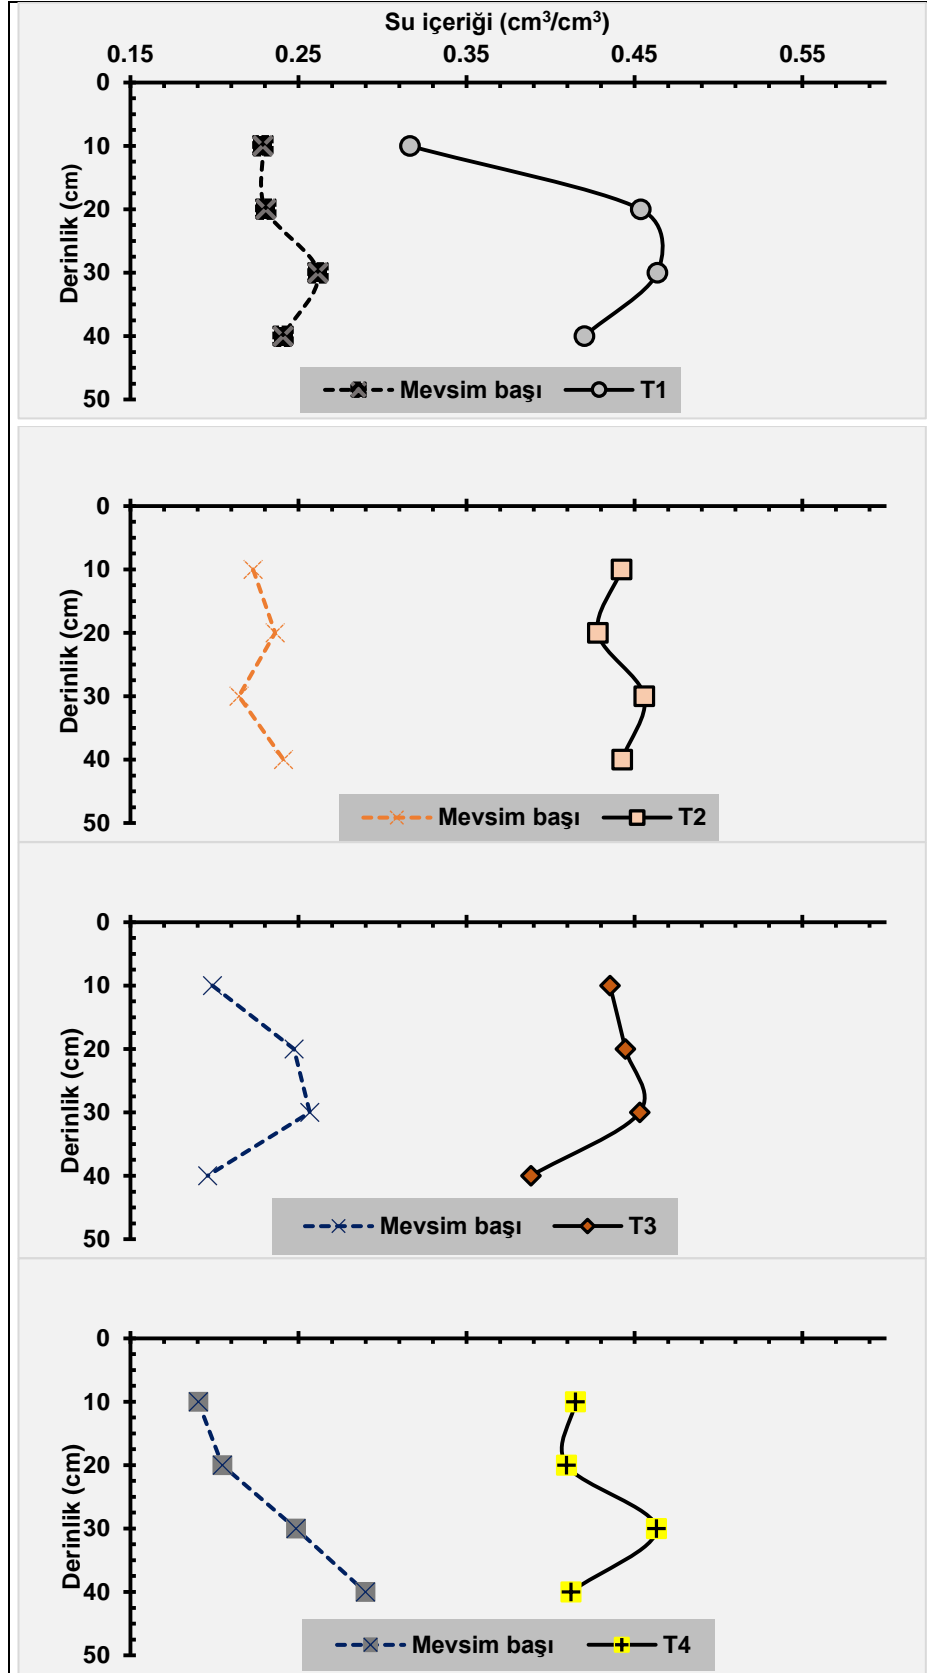 Su içeriği (cm³/cm³)
0.15 0.25 0.35 0.45 0.55
0
10
20
30
40
50
Derinlik (cm)
Mevsim başı T1
0
10
20
30
40
50
Derinlik (cm)
Mevsim başı T2
0
10
20
30
40
50
Derinlik (cm)
Mevsim başı T3
0
10
20
30
40
50
Derinlik (cm)
Mevsim başı T4